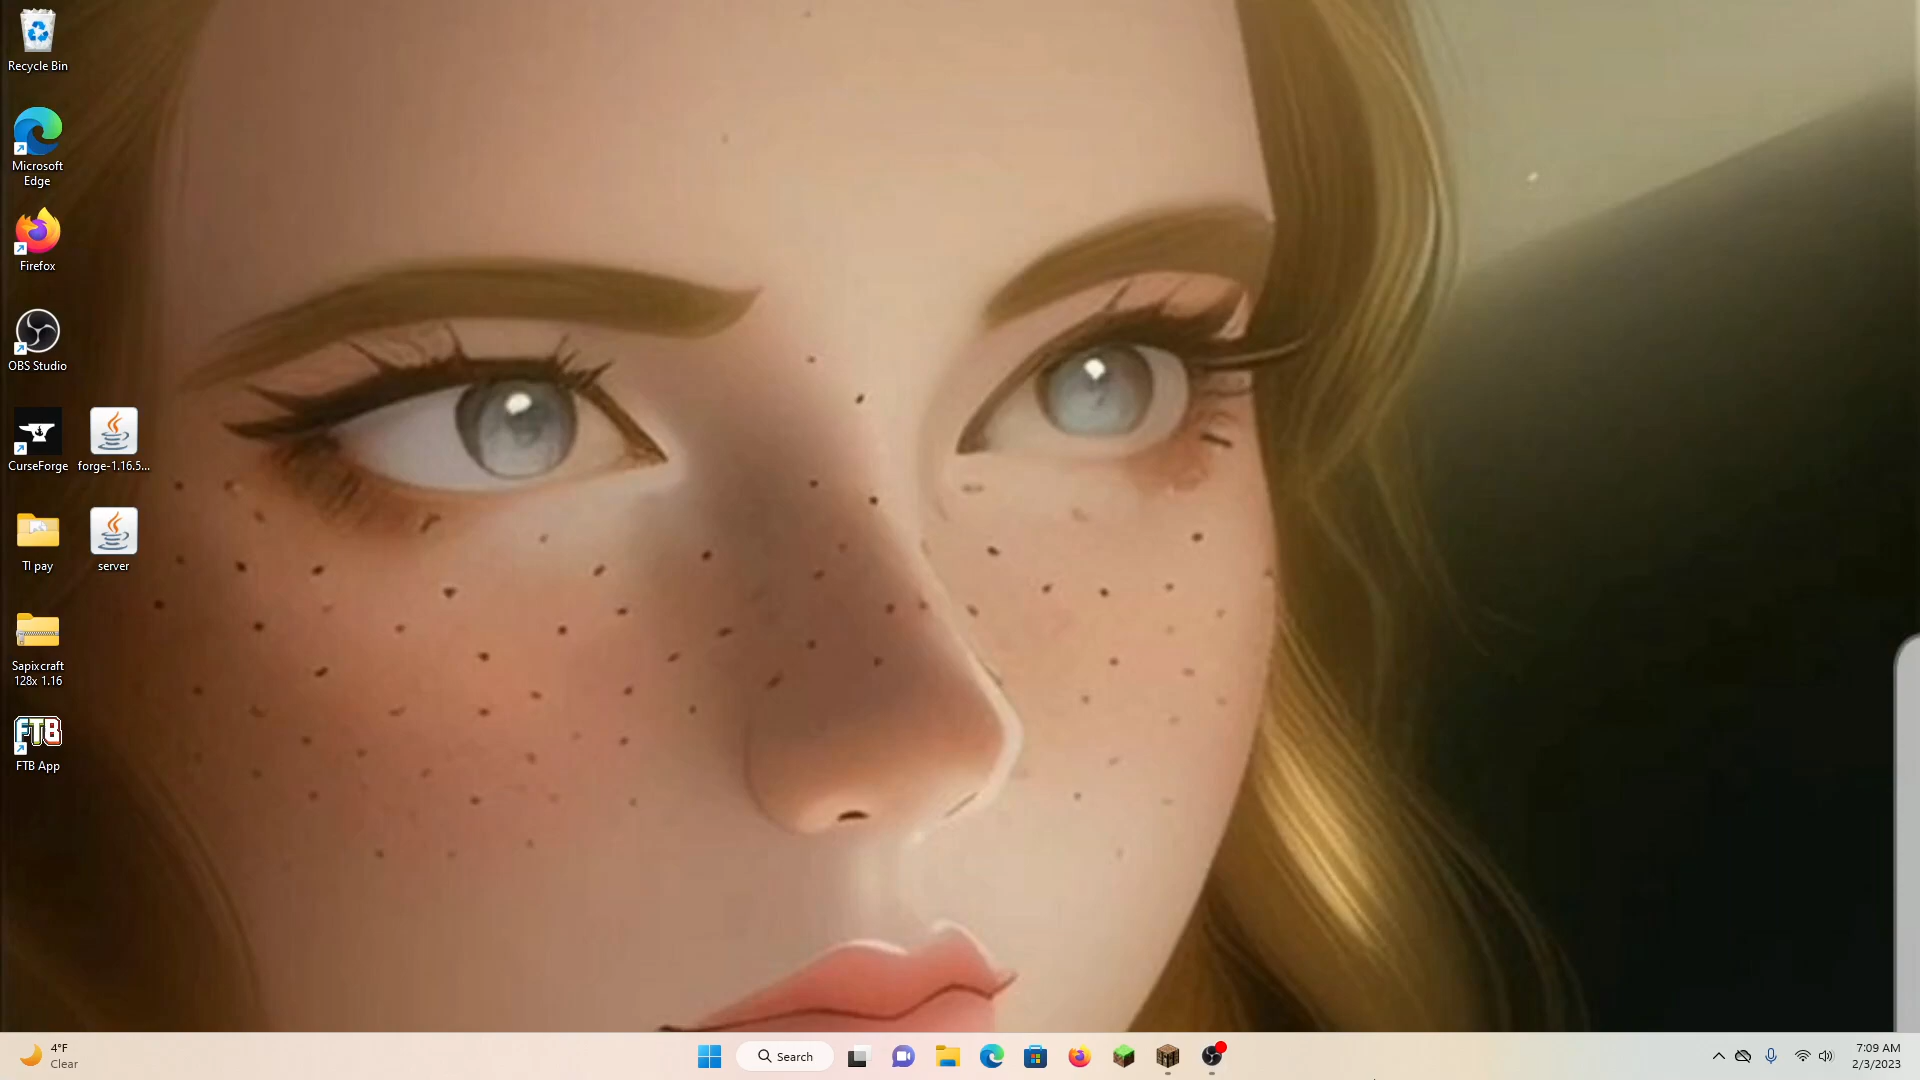 Recycle Bin
Microsoft
Edge
Firefox
OBS Studio
CurseForge
forge-1.16.5...
TI pay
server
Sapixcraft
128x 1.16
FTB
FTB App
4°F
Clear
Search
7:09 AM
2/3/2023